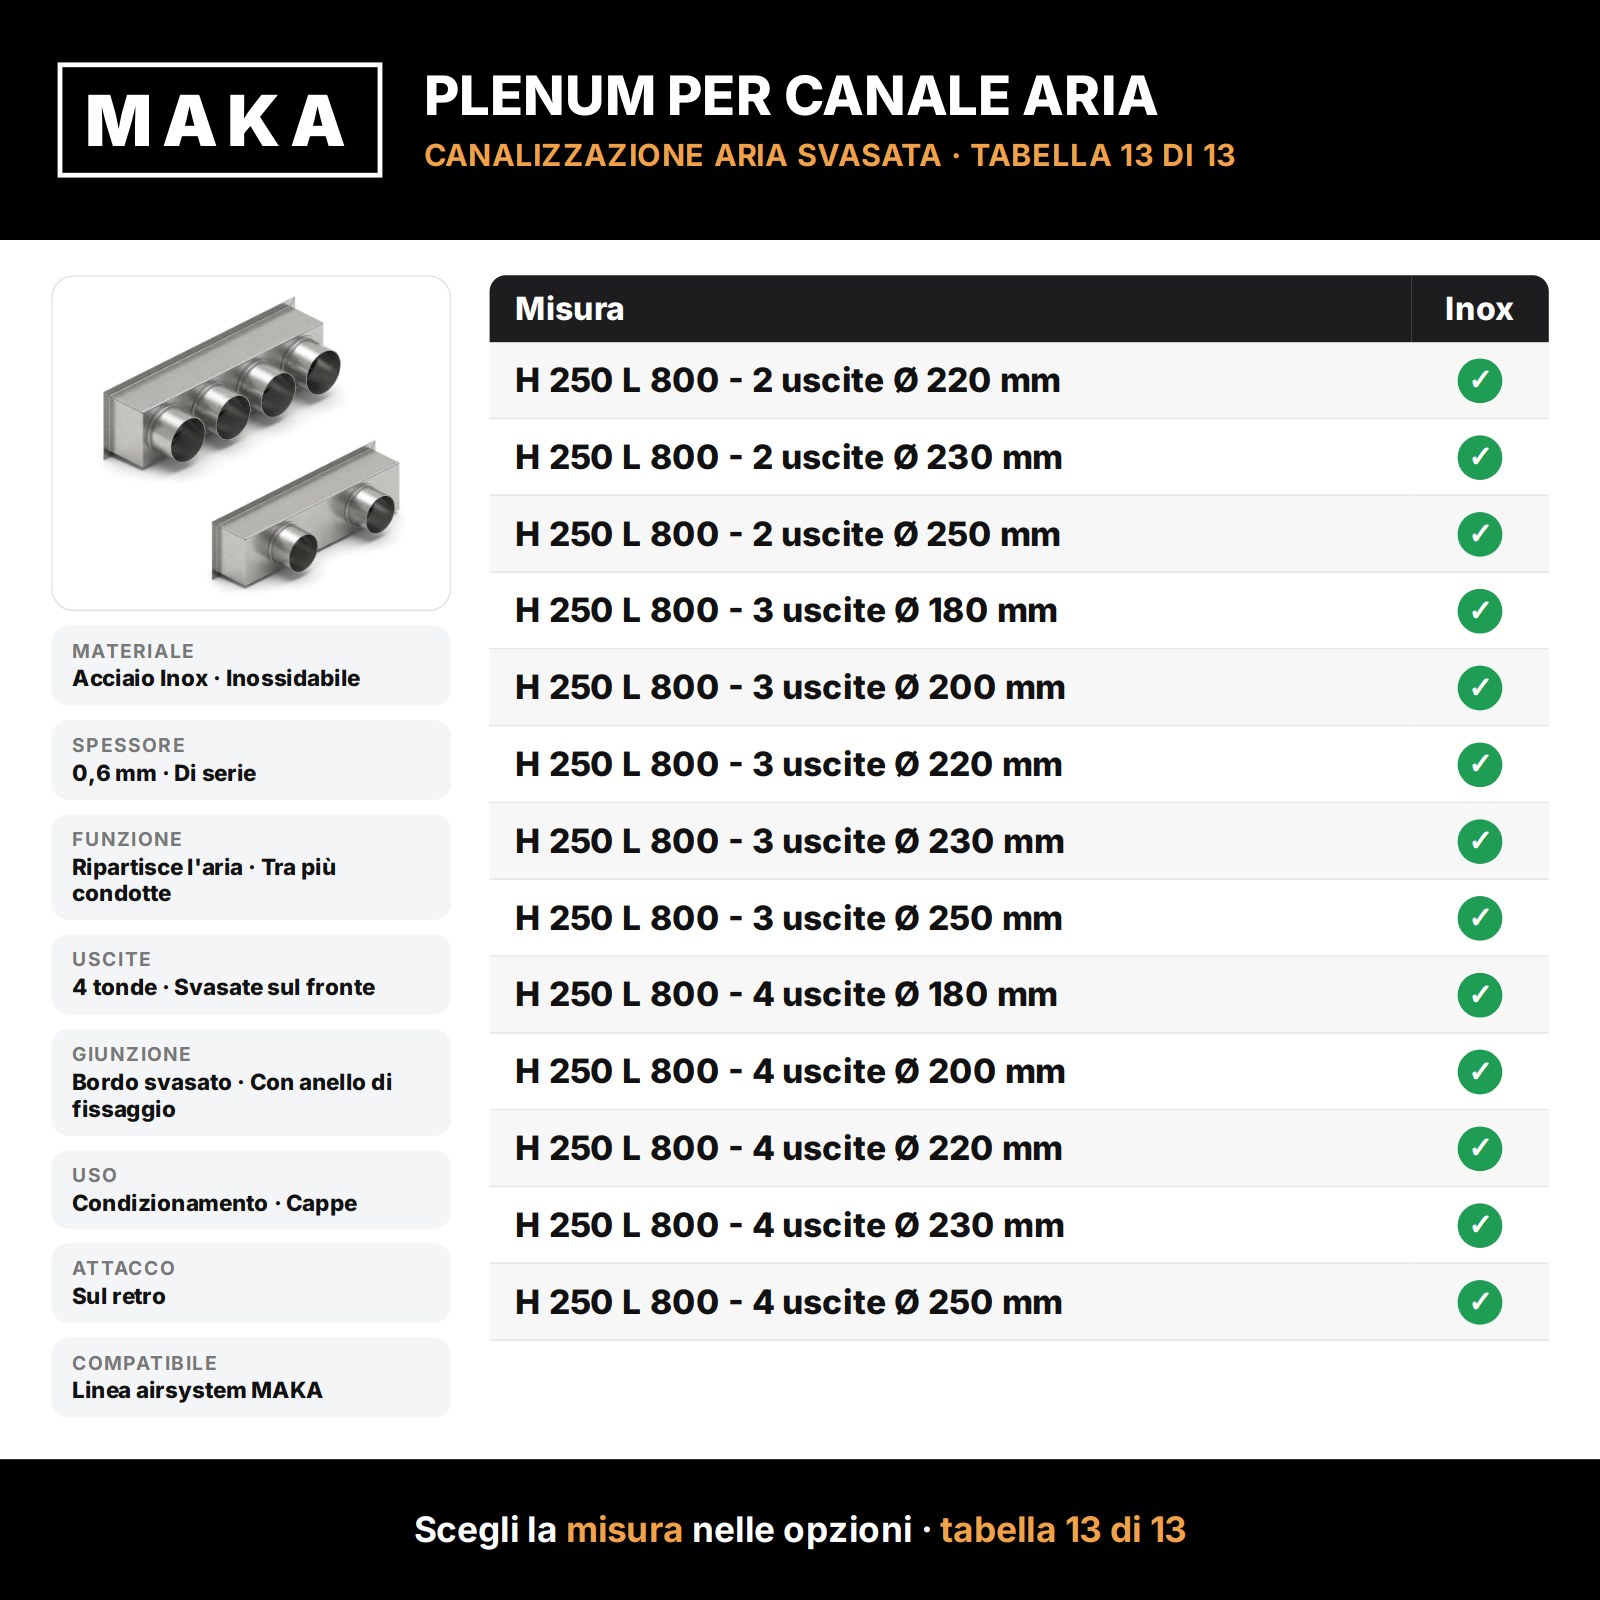 MAKA
PLENUM PER CANALE ARIA
CANALIZZAZIONE ARIA SVASATA · TABELLA 13 DI 13
MATERIALE
Acciaio Inox · Inossidabile
SPESSORE
0,6 mm · Di serie
FUNZIONE
Ripartisce l'aria · Tra più
condotte
USCITE
4 tonde · Svasate sul fronte
GIUNZIONE
Bordo svasato · Con anello di
fissaggio
USO
Condizionamento · Cappe
ATTACCO
Sul retro
COMPATIBILE
Linea airsystem MAKA
Misura Inox
H 250 L 800 - 2 uscite Ø 220 mm ✓
H 250 L 800 - 2 uscite Ø 230 mm ✓
H 250 L 800 - 2 uscite Ø 250 mm ✓
H 250 L 800 - 3 uscite Ø 180 mm ✓
H 250 L 800 - 3 uscite Ø 200 mm ✓
H 250 L 800 - 3 uscite Ø 220 mm ✓
H 250 L 800 - 3 uscite Ø 230 mm ✓
H 250 L 800 - 3 uscite Ø 250 mm ✓
H 250 L 800 - 4 uscite Ø 180 mm ✓
H 250 L 800 - 4 uscite Ø 200 mm ✓
H 250 L 800 - 4 uscite Ø 220 mm ✓
H 250 L 800 - 4 uscite Ø 230 mm ✓
H 250 L 800 - 4 uscite Ø 250 mm ✓
Scegli la misura nelle opzioni · tabella 13 di 13